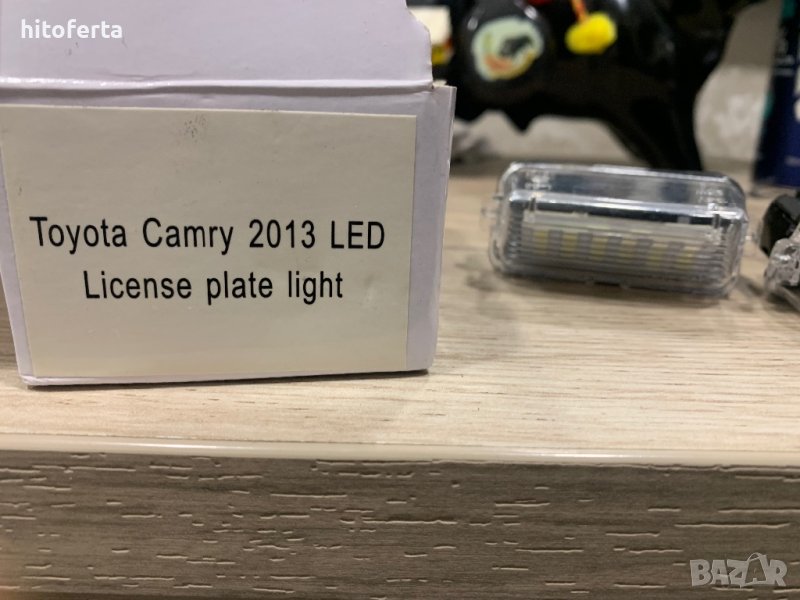 hitoferta
Toyota Camry 2013 LED
License plate light
BAZAR